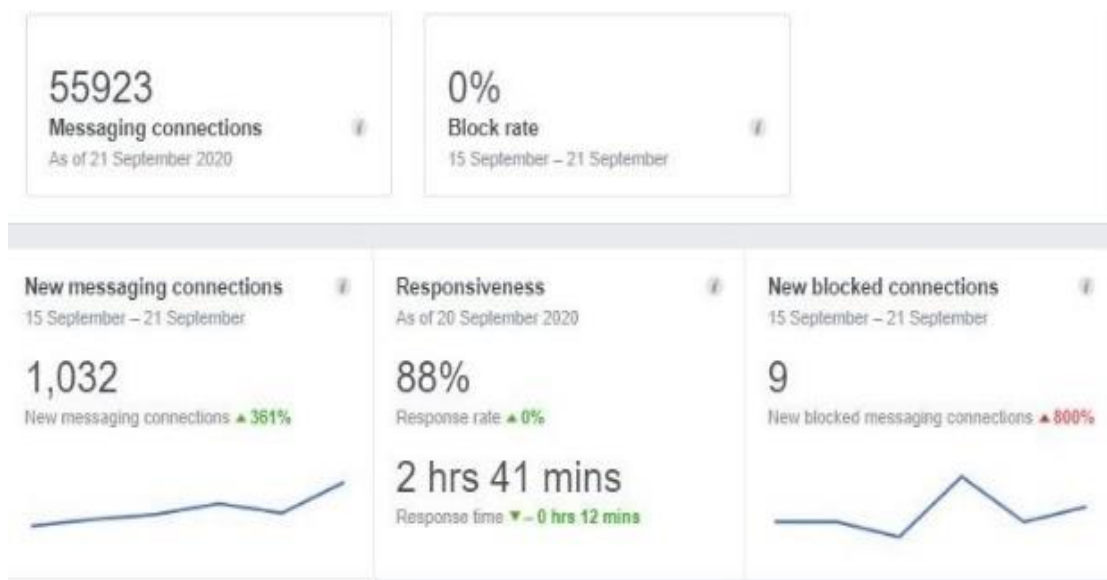 55923
Messaging connections
As of 21 September 2020
0%
Block rate
15 September – 21 September
New messaging connections
15 September – 21 September
1,032
New messaging connections ▲ 361%
Responsiveness
As of 20 September 2020
88%
Response rate ▲ 0%
2 hrs 41 mins
Response time ▼ – 0 hrs 12 mins
New blocked connections
15 September – 21 September
9
New blocked messaging connections ▲ 800%